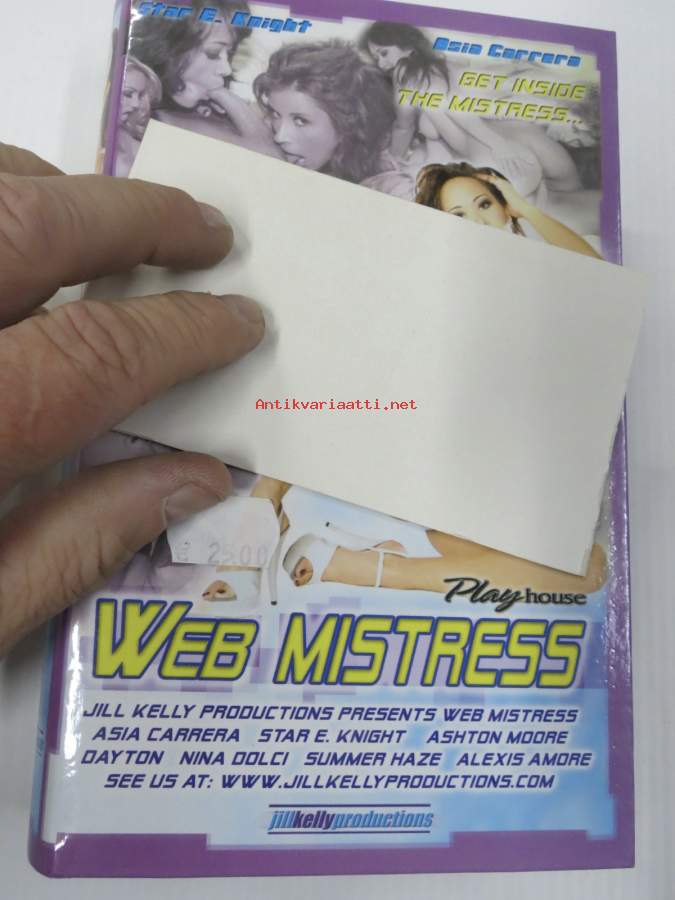 Star E. Knight
Asia Carrera
GET INSIDE
THE MISTRESS...
Antikvariaatti.net
€ 25.00
Playhouse
WEB MISTRESS
JILL KELLY PRODUCTIONS PRESENTS WEB MISTRESS
ASIA CARRERA STAR E. KNIGHT ASHTON MOORE
DAYTON NINA DOLCI SUMMER HAZE ALEXIS AMORE
SEE US AT: WWW.JILLKELLYPRODUCTIONS.COM
jillkellyproductions